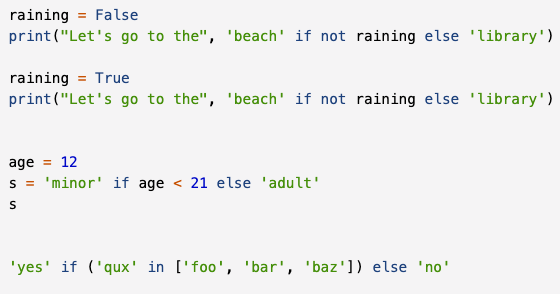 raining = False
print("Let's go to the", 'beach' if not raining else 'library')
raining = True
print("Let's go to the", 'beach' if not raining else 'library')
age = 12
s = 'minor' if age < 21 else 'adult'
s
'yes' if ('qux' in ['foo', 'bar', 'baz']) else 'no'